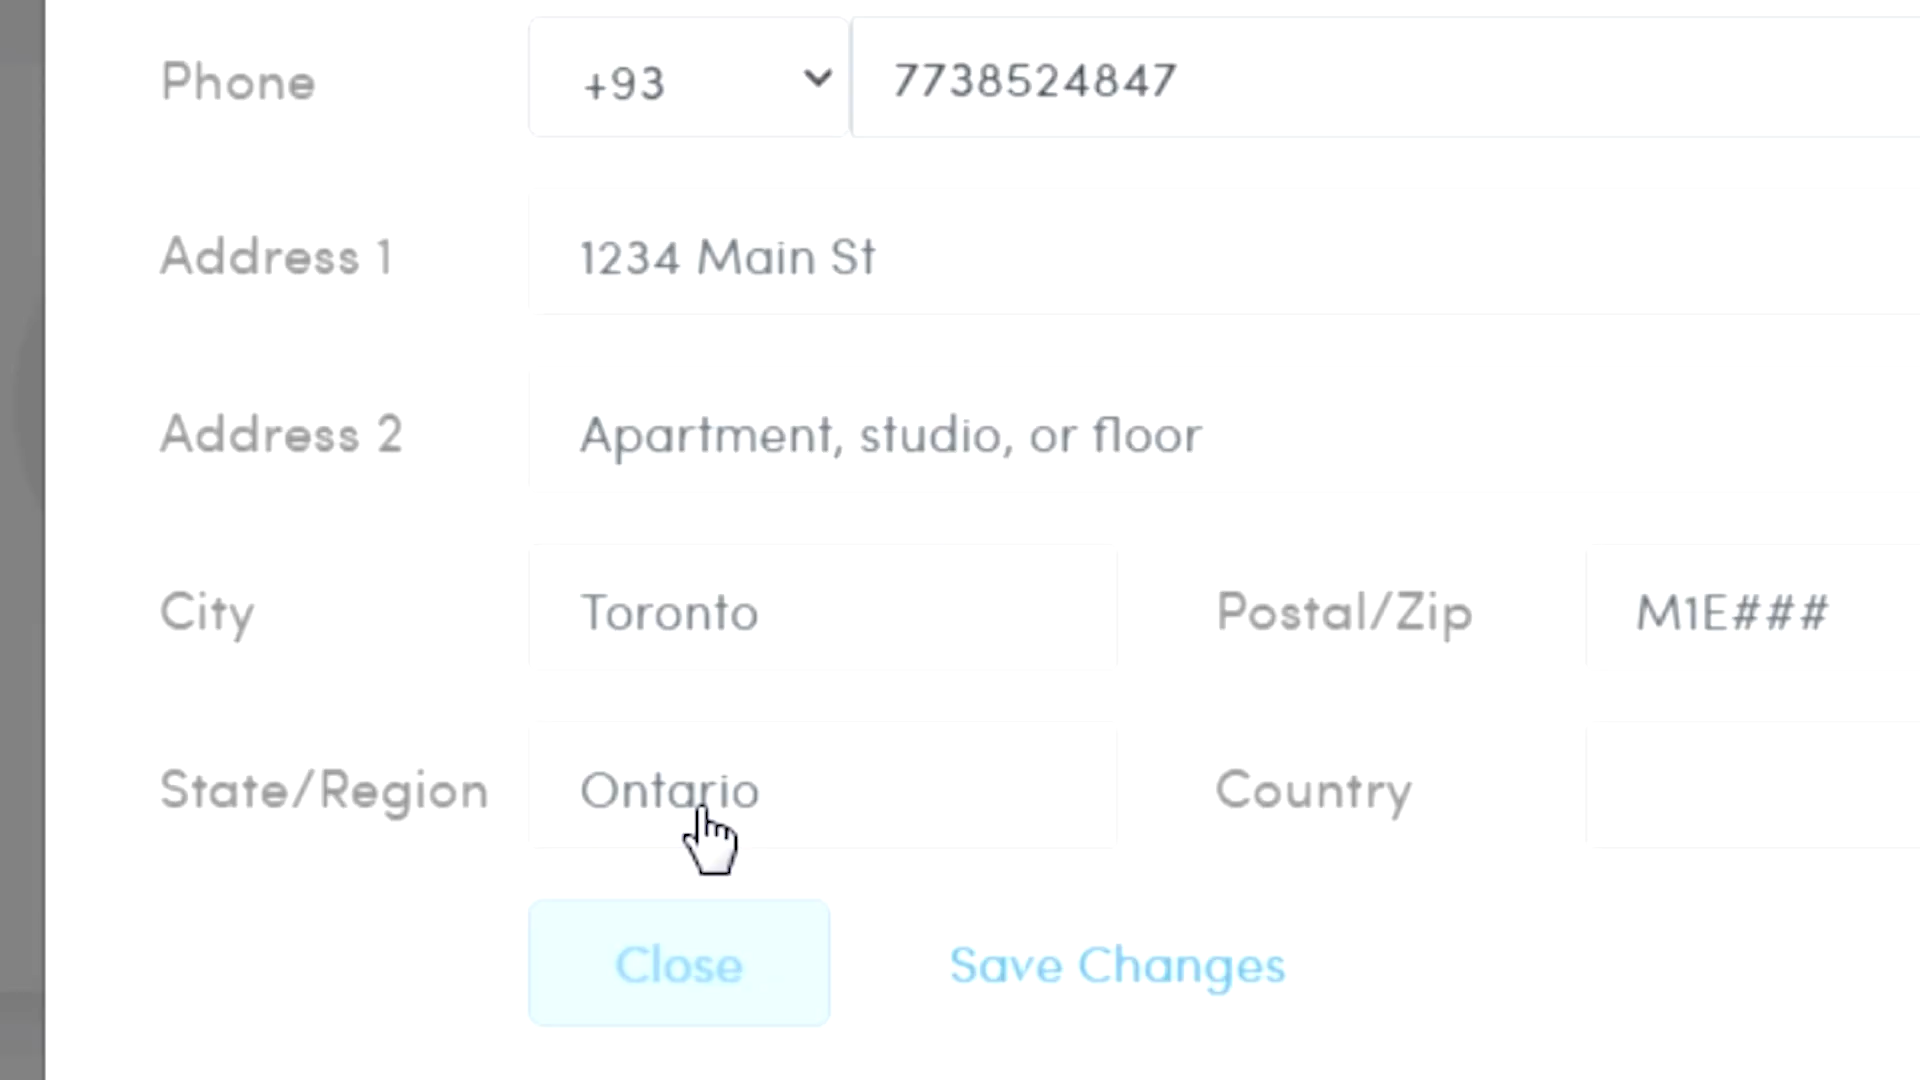 Phone +93 7738524847
Address 1 1234 Main St
Address 2 Apartment, studio, or floor
City Toronto Postal/Zip M1E###
State/Region Ontario Country
Close Save Changes